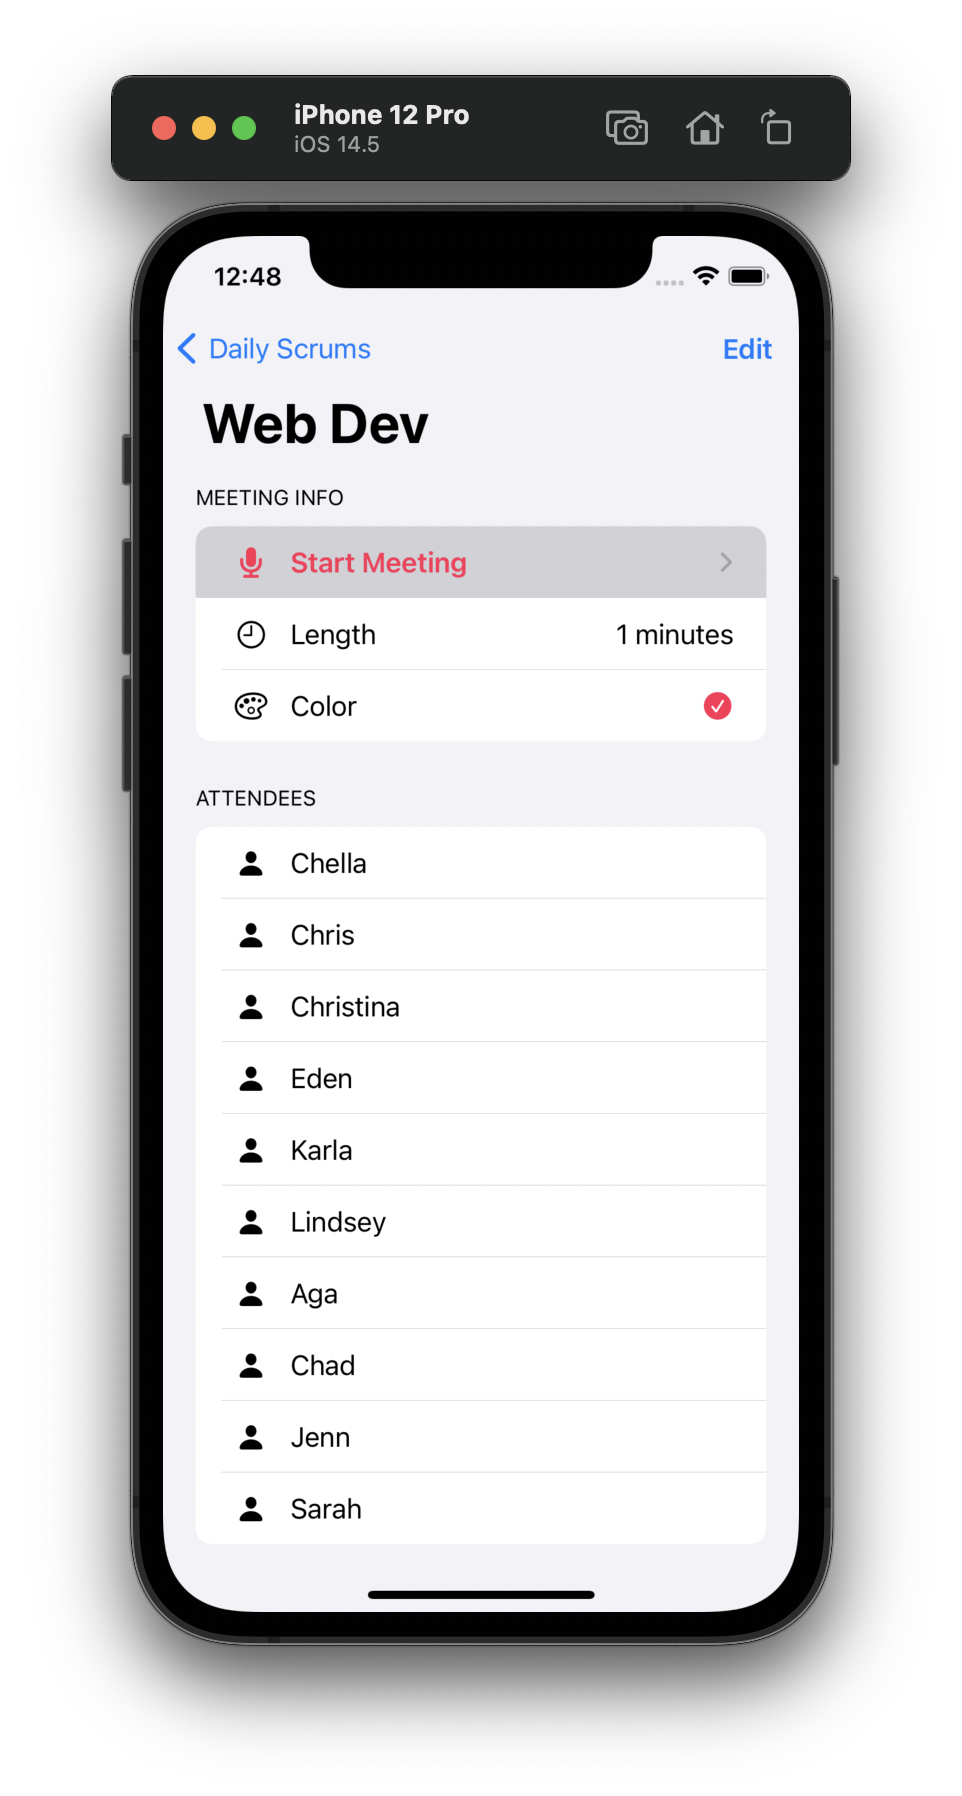 iPhone 12 Pro
iOS 14.5
12:48
Daily Scrums
Edit
Web Dev
MEETING INFO
Start Meeting
Length 1 minutes
Color
ATTENDEES
Chella
Chris
Christina
Eden
Karla
Lindsey
Aga
Chad
Jenn
Sarah